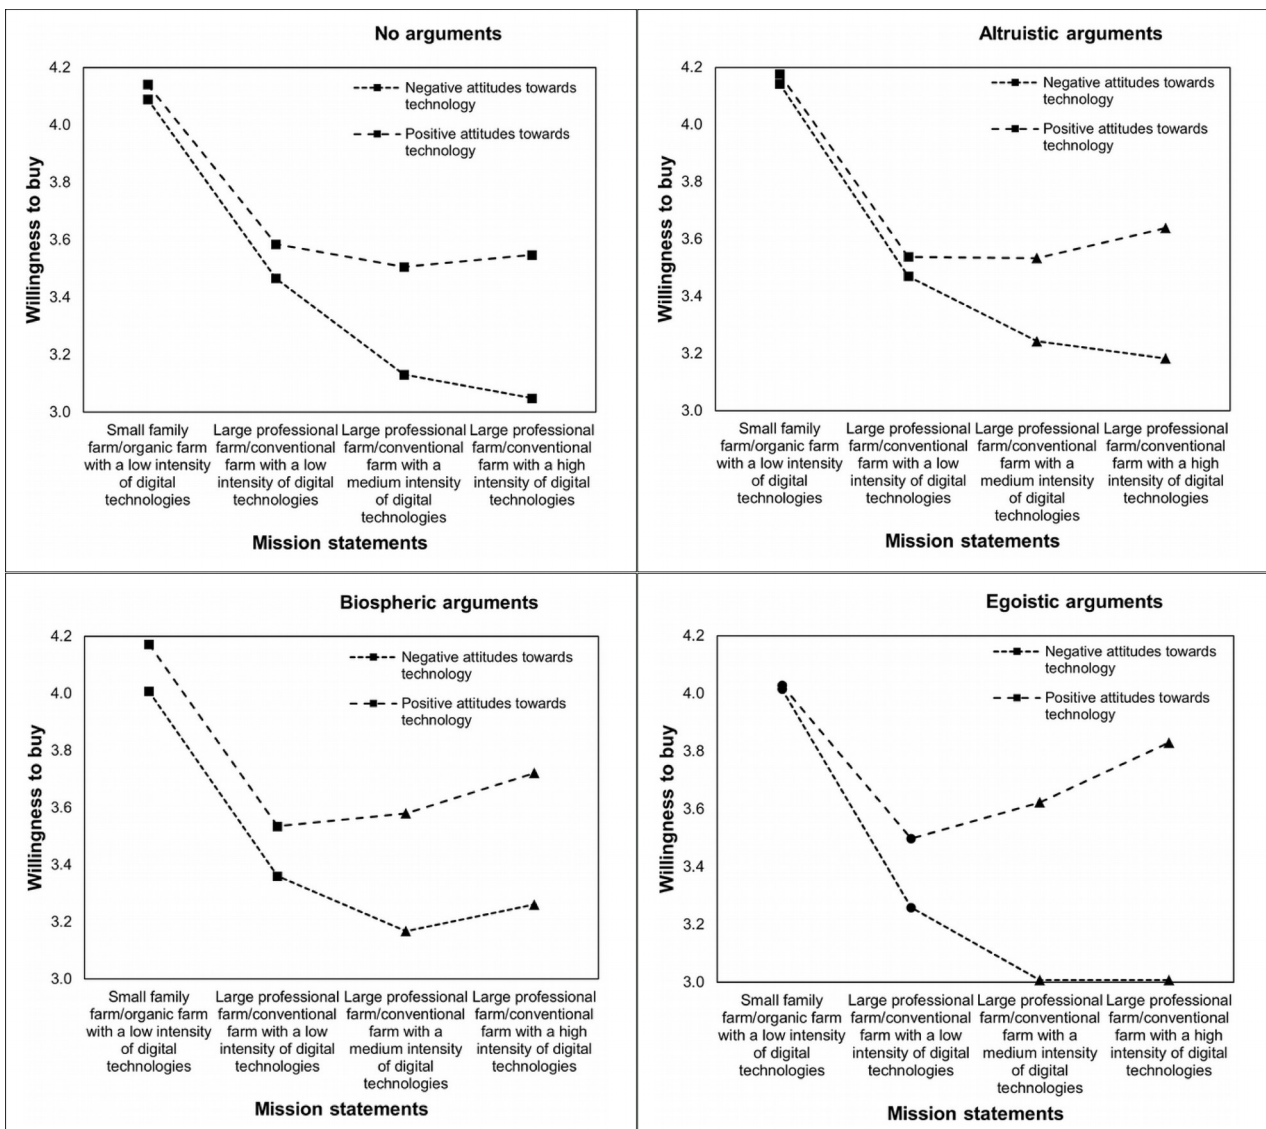 No arguments
4.2
4.0
3.8
3.6
3.4
3.2
3.0
Willingness to buy
Negative attitudes towards
technology
Positive attitudes towards
technology
Small family
farm/organic farm
with a low intensity
of digital
technologies
Large professional
farm/conventional
farm with a low
intensity of digital
technologies
Large professional
farm/conventional
farm with a
medium intensity
of digital
technologies
Large professional
farm/conventional
farm with a high
intensity of digital
technologies
Mission statements
Altruistic arguments
4.2
4.0
3.8
3.6
3.4
3.2
3.0
Willingness to buy
Negative attitudes towards
technology
Positive attitudes towards
technology
Small family
farm/organic farm
with a low intensity
of digital
technologies
Large professional
farm/conventional
farm with a low
intensity of digital
technologies
Large professional
farm/conventional
farm with a
medium intensity
of digital
technologies
Large professional
farm/conventional
farm with a high
intensity of digital
technologies
Mission statements
Biospheric arguments
4.2
4.0
3.8
3.6
3.4
3.2
3.0
Willingness to buy
Negative attitudes towards
technology
Positive attitudes towards
technology
Small family
farm/organic farm
with a low intensity
of digital
technologies
Large professional
farm/conventional
farm with a low
intensity of digital
technologies
Large professional
farm/conventional
farm with a
medium intensity
of digital
technologies
Large professional
farm/conventional
farm with a high
intensity of digital
technologies
Mission statements
Egoistic arguments
4.2
4.0
3.8
3.6
3.4
3.2
3.0
Willingness to buy
Negative attitudes towards
technology
Positive attitudes towards
technology
Small family
farm/organic farm
with a low intensity
of digital
technologies
Large professional
farm/conventional
farm with a low
intensity of digital
technologies
Large professional
farm/conventional
farm with a
medium intensity
of digital
technologies
Large professional
farm/conventional
farm with a high
intensity of digital
technologies
Mission statements